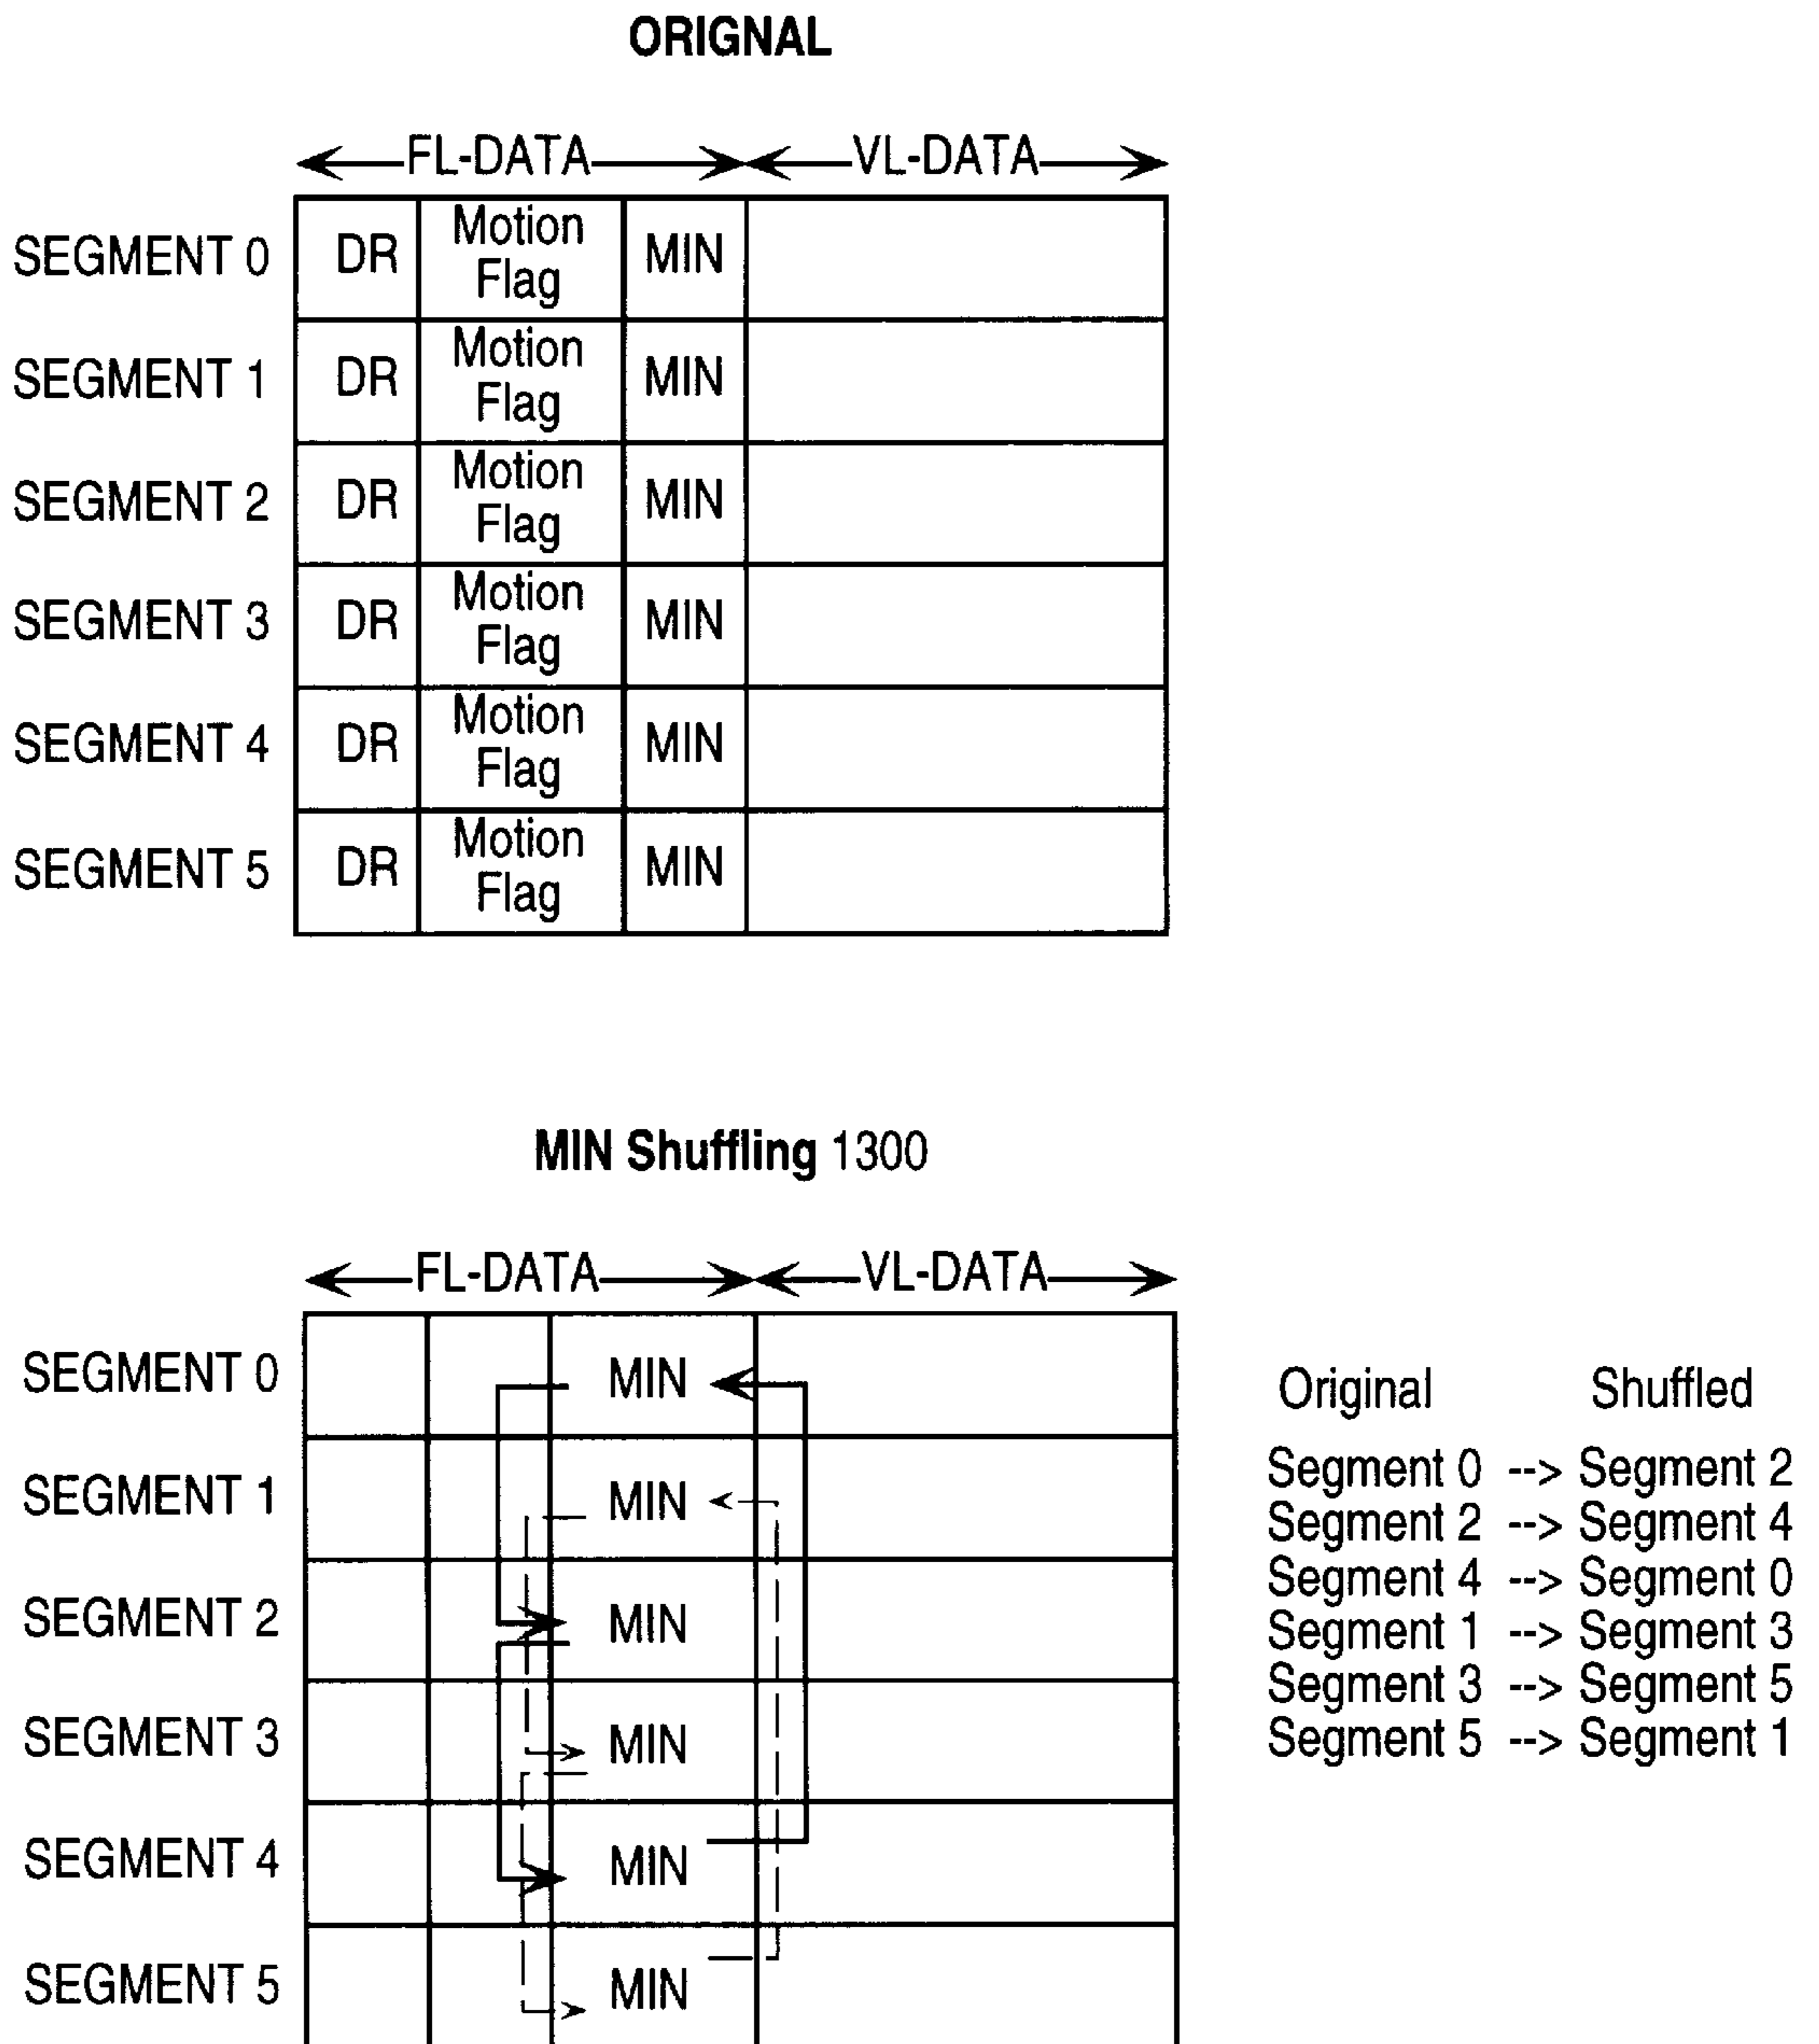 ORIGNAL
FL-DATA VL-DATA
SEGMENT 0 DR Motion Flag MIN
SEGMENT 1 DR Motion Flag MIN
SEGMENT 2 DR Motion Flag MIN
SEGMENT 3 DR Motion Flag MIN
SEGMENT 4 DR Motion Flag MIN
SEGMENT 5 DR Motion Flag MIN
MIN Shuffling 1300
FL-DATA VL-DATA
SEGMENT 0 MIN
SEGMENT 1 MIN
SEGMENT 2 MIN
SEGMENT 3 MIN
SEGMENT 4 MIN
SEGMENT 5 MIN
Original Shuffled
Segment 0 --> Segment 2
Segment 2 --> Segment 4
Segment 4 --> Segment 0
Segment 1 --> Segment 3
Segment 3 --> Segment 5
Segment 5 --> Segment 1